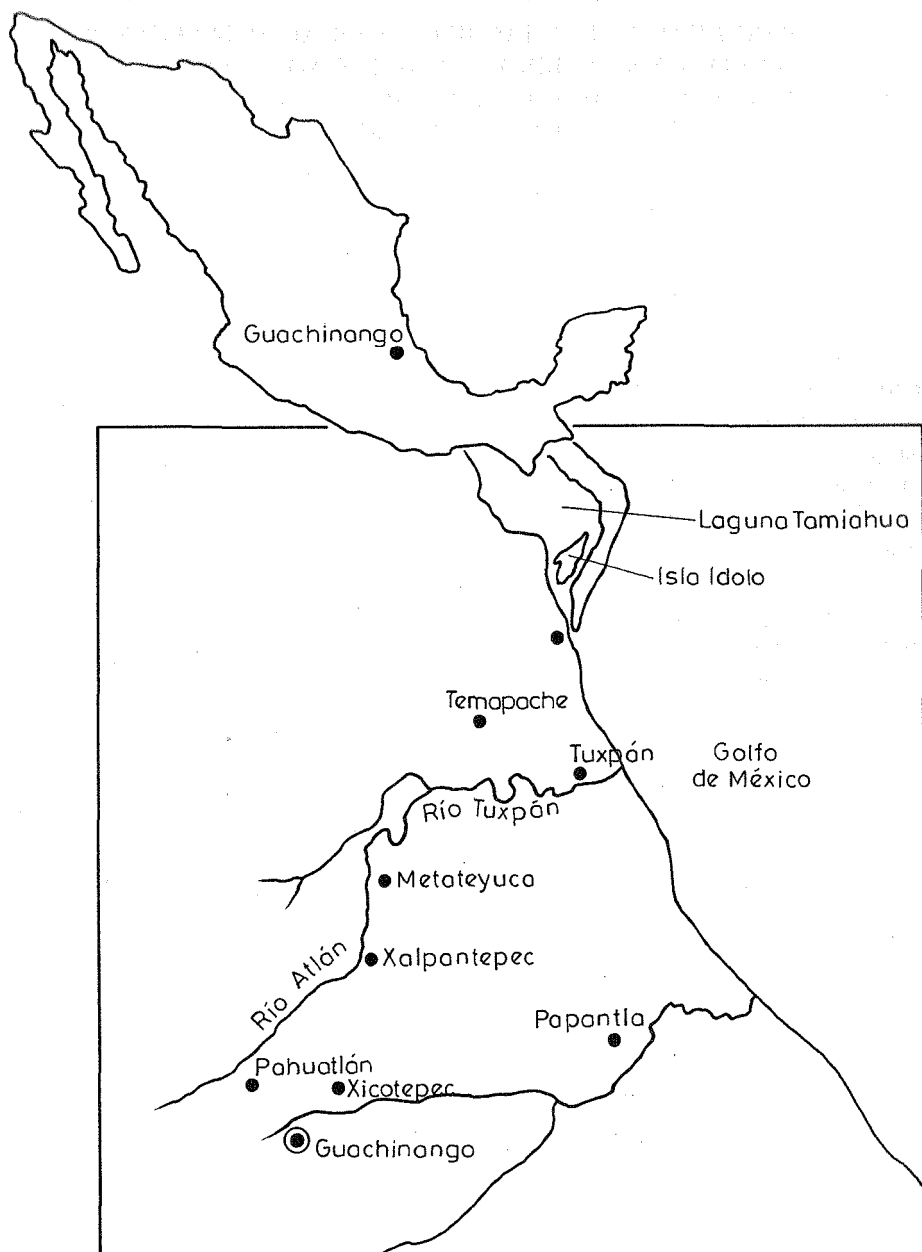 Guachinango
Laguna Tamiahua
Isla Idolo
Temapache
Tuxpán
Golfo
de México
Río Tuxpán
Metateyuca
Xalpantepec
Río Atlán
Papantla
Pahuatlán
Xicotepec
Guachinango